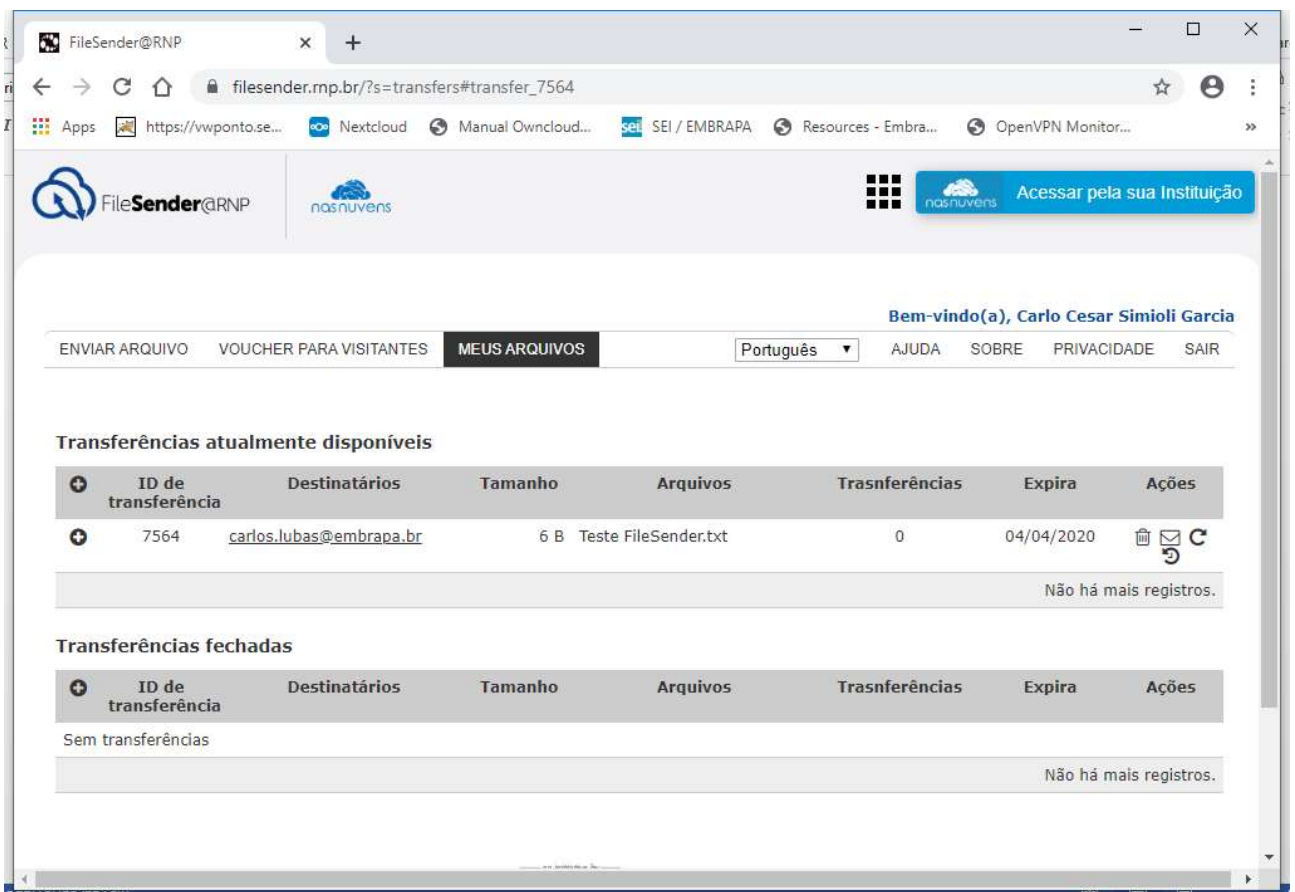 FileSender@RNP
filesender.rnp.br/?s=transfers#transfer_7564
Apps https://vwponto.se... Nextcloud Manual Owncloud... sei! SEI / EMBRAPA Resources - Embra... OpenVPN Monitor... »
FileSender@RNP nasnuvens nasnuvens Acessar pela sua Instituição
Bem-vindo(a), Carlo Cesar Simioli Garcia
ENVIAR ARQUIVO VOUCHER PARA VISITANTES MEUS ARQUIVOS Português AJUDA SOBRE PRIVACIDADE SAIR
Transferências atualmente disponíveis
ID de transferência Destinatários Tamanho Arquivos Trasnferências Expira Ações
7564 carlos.lubas@embrapa.br 6 B Teste FileSender.txt 0 04/04/2020
Não há mais registros.
Transferências fechadas
ID de transferência Destinatários Tamanho Arquivos Trasnferências Expira Ações
Sem transferências
Não há mais registros.